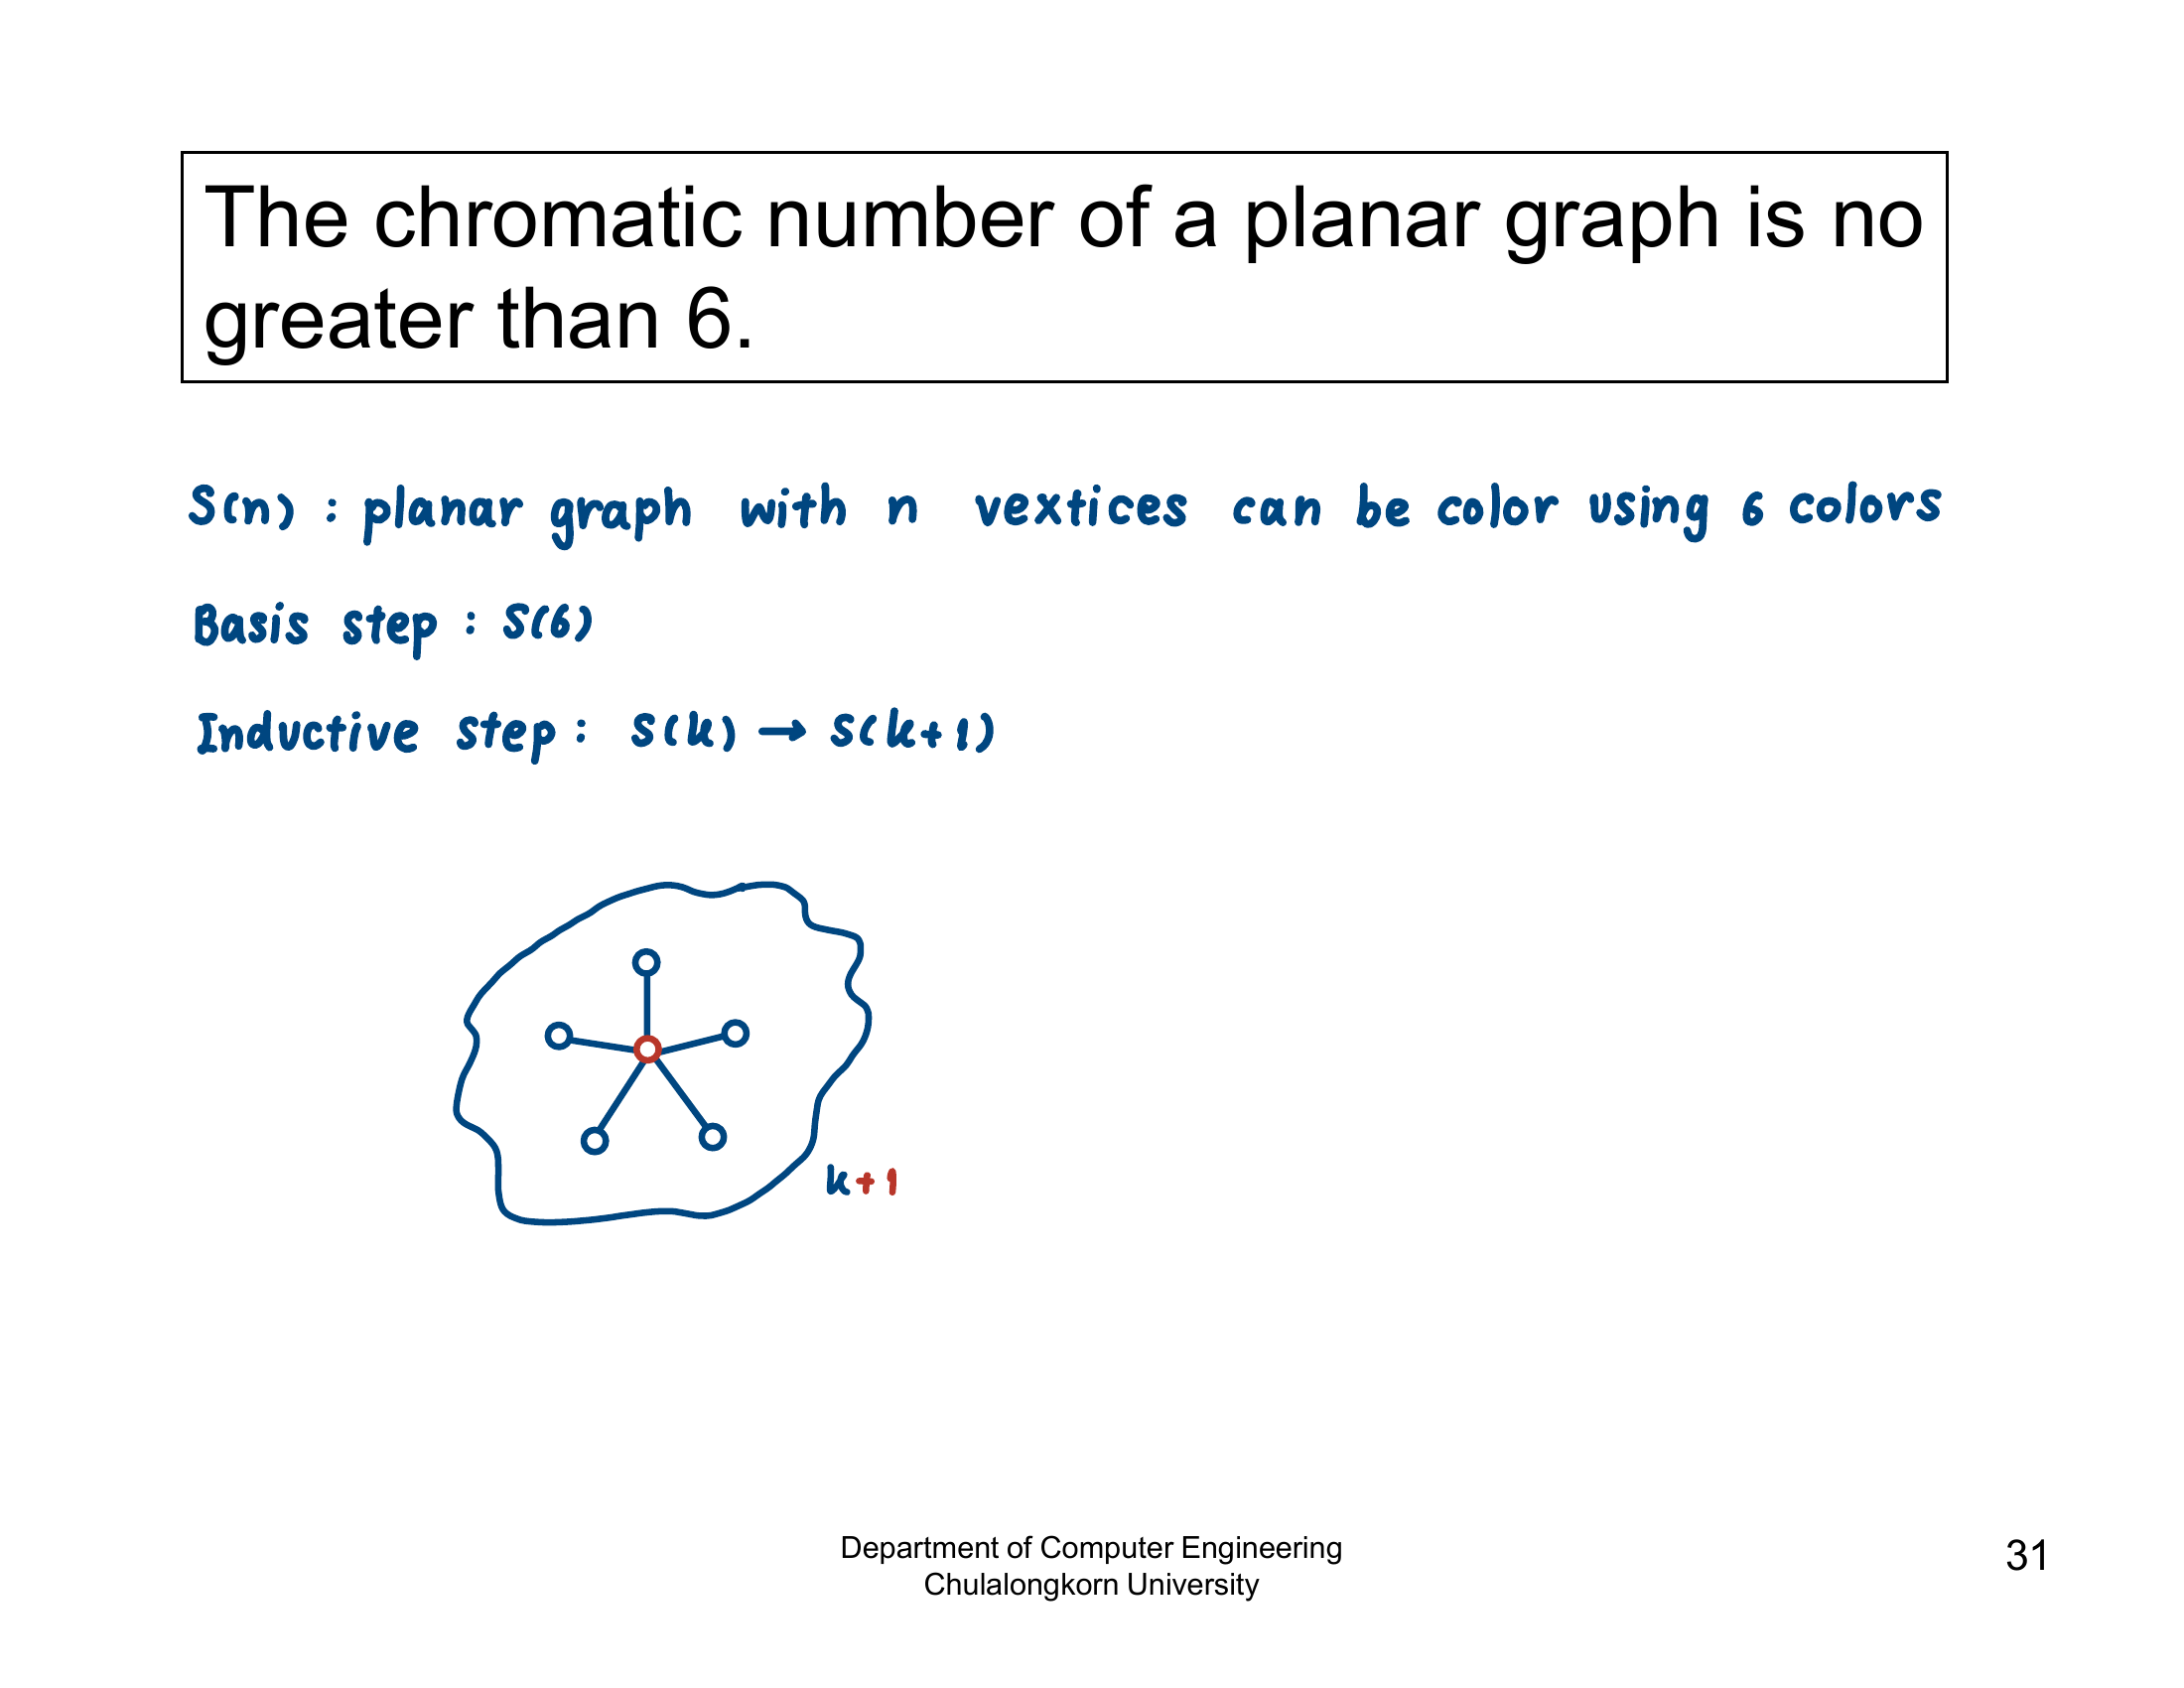 The chromatic number of a planar graph is no
greater than 6.
S(n) : planar graph with n vextices can be color using 6 colors
Basis step : S(6)
Inductive step : S(k) → S(k+1)
k+1
Department of Computer Engineering
Chulalongkorn University
31